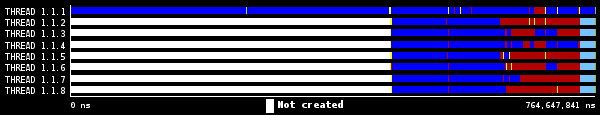 THREAD 1.1.1
THREAD 1.1.2
THREAD 1.1.3
THREAD 1.1.4
THREAD 1.1.5
THREAD 1.1.6
THREAD 1.1.7
THREAD 1.1.8
0 ns
Not created
764,647,841 ns